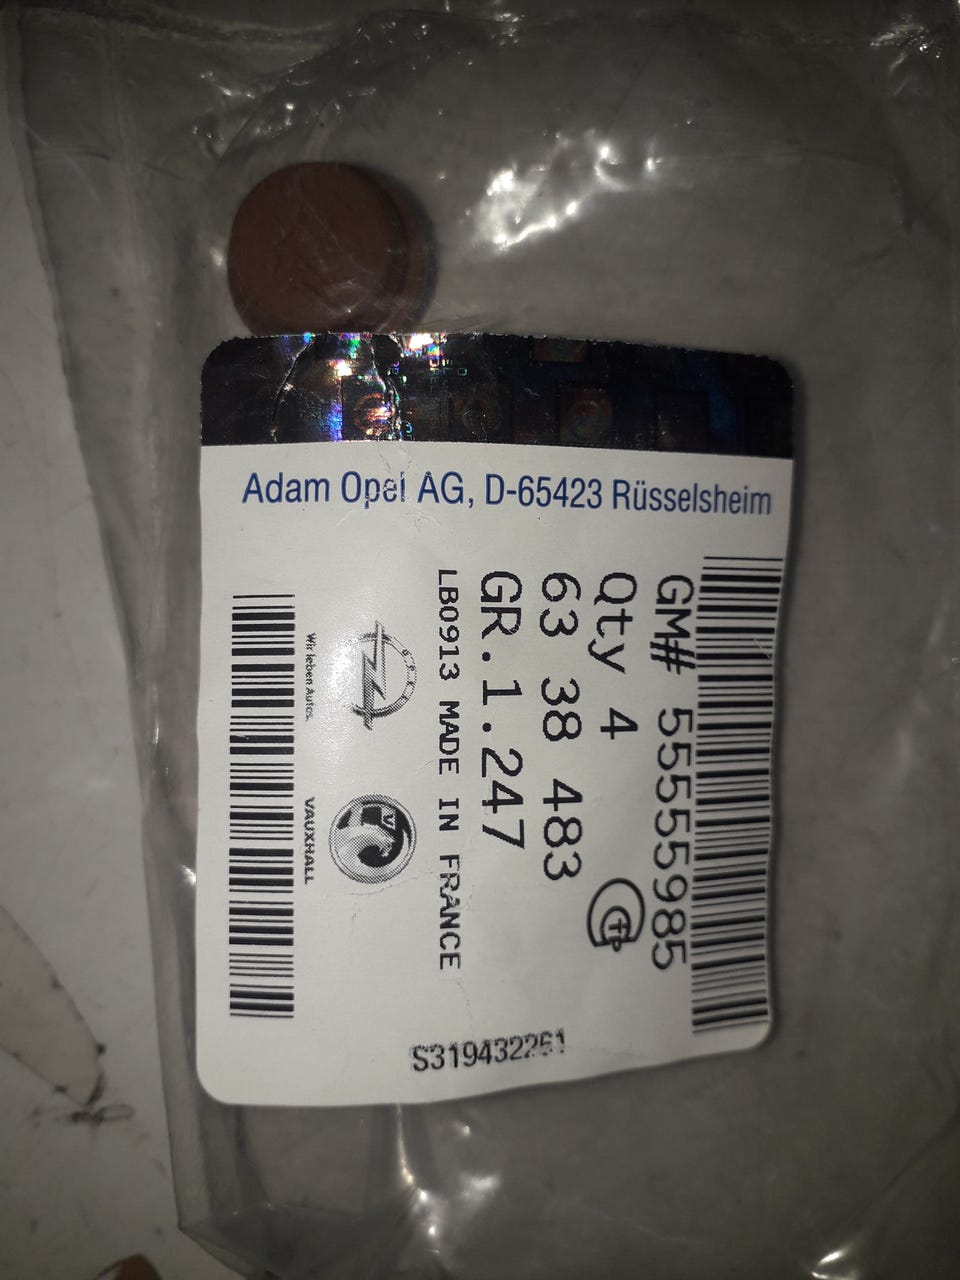 Adam Opel AG, D-65423 Rüsselsheim
GM# 55555985
Qty 4
63 38 483
GR.1.247
LB0913 MADE IN FRANCE
Wir leben Autos.
VAUXHALL
S319432261